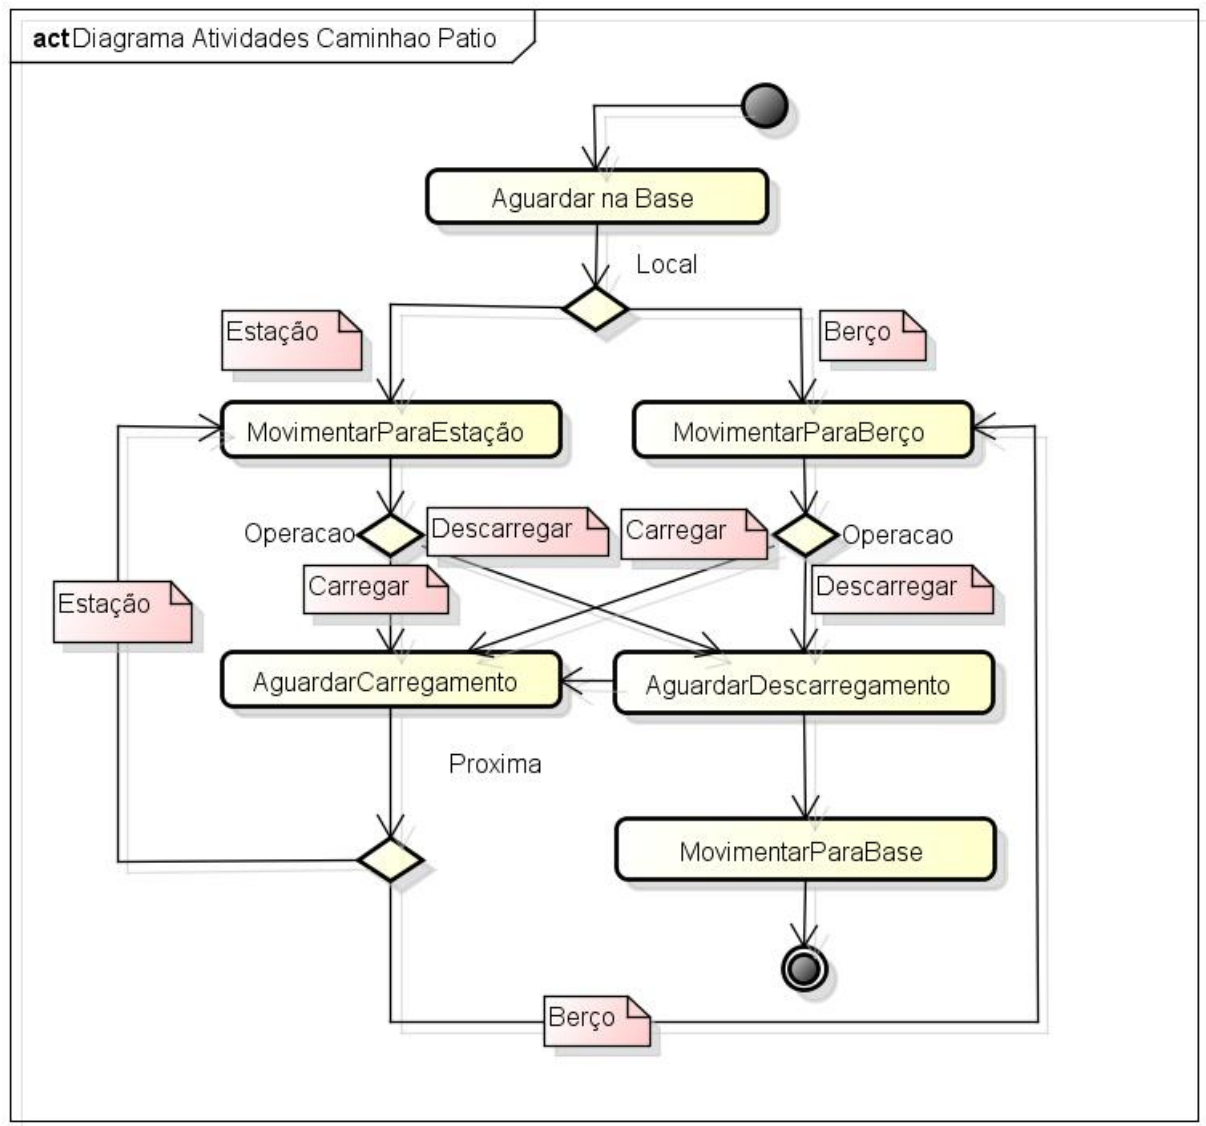 act Diagrama Atividades Caminhao Patio
Aguardar na Base
Local
Estação
Berço
MovimentarParaEstação
MovimentarParaBerço
Operacao
Descarregar
Carregar
Operacao
Carregar
Descarregar
Estação
AguardarCarregamento
AguardarDescarregamento
Proxima
MovimentarParaBase
Berço